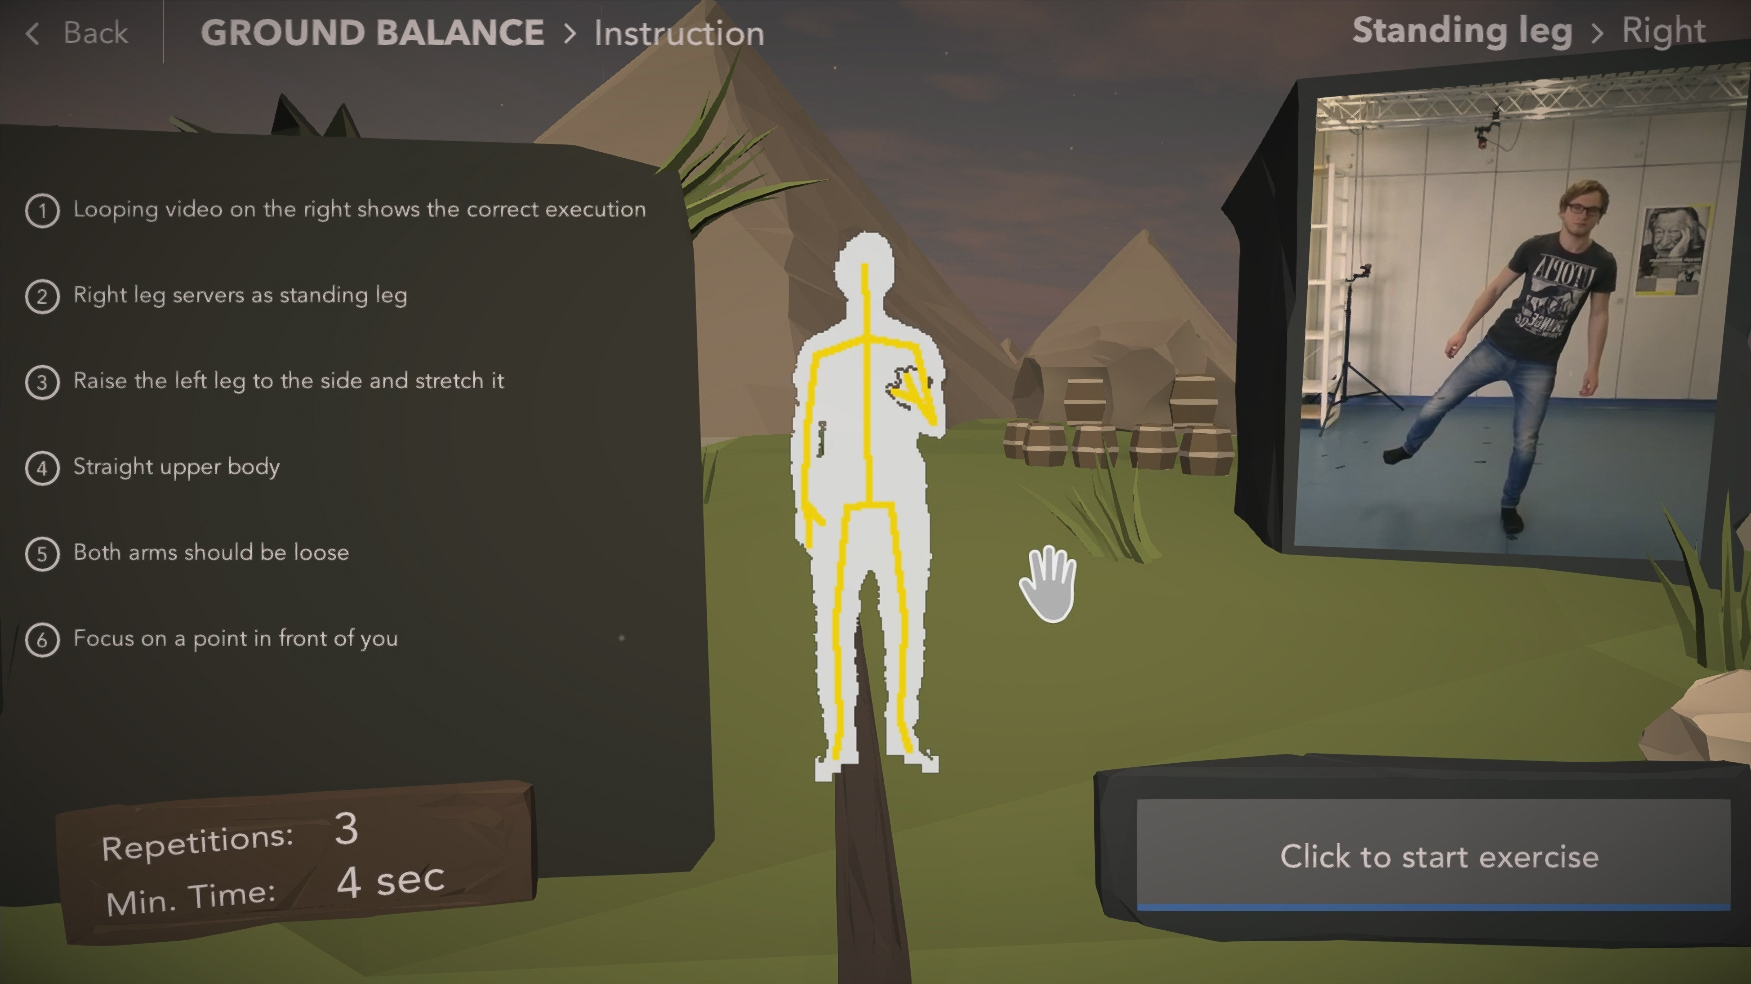 Back
GROUND BALANCE > Instruction
Standing leg > Right
1 Looping video on the right shows the correct execution
2 Right leg servers as standing leg
3 Raise the left leg to the side and stretch it
4 Straight upper body
5 Both arms should be loose
6 Focus on a point in front of you
Repetitions: 3
Min. Time: 4 sec
Click to start exercise